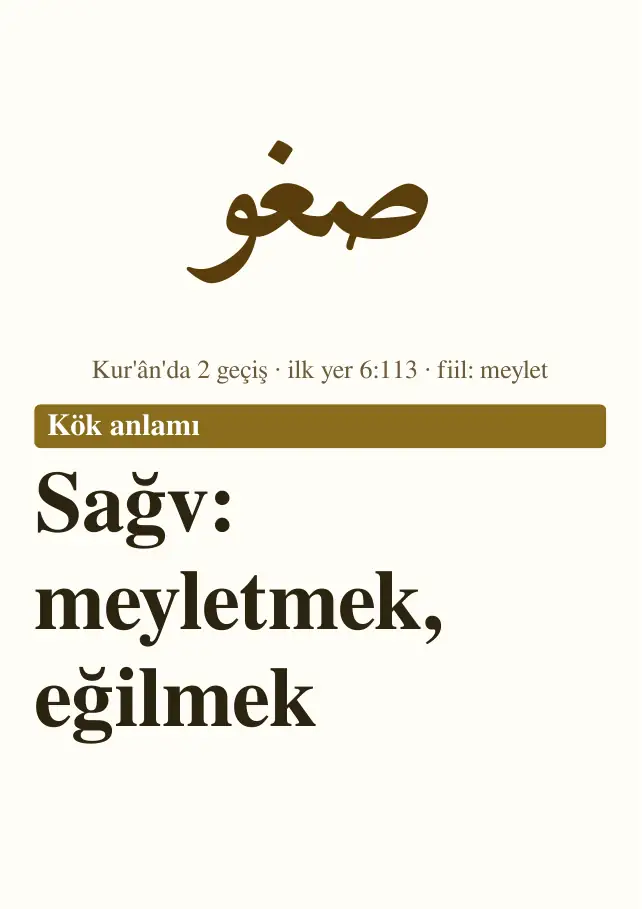 صغو
Kur'ân'da 2 geçiş · ilk yer 6:113 · fiil: meylet
Kök anlamı
Sağv:
meyletmek,
eğilmek